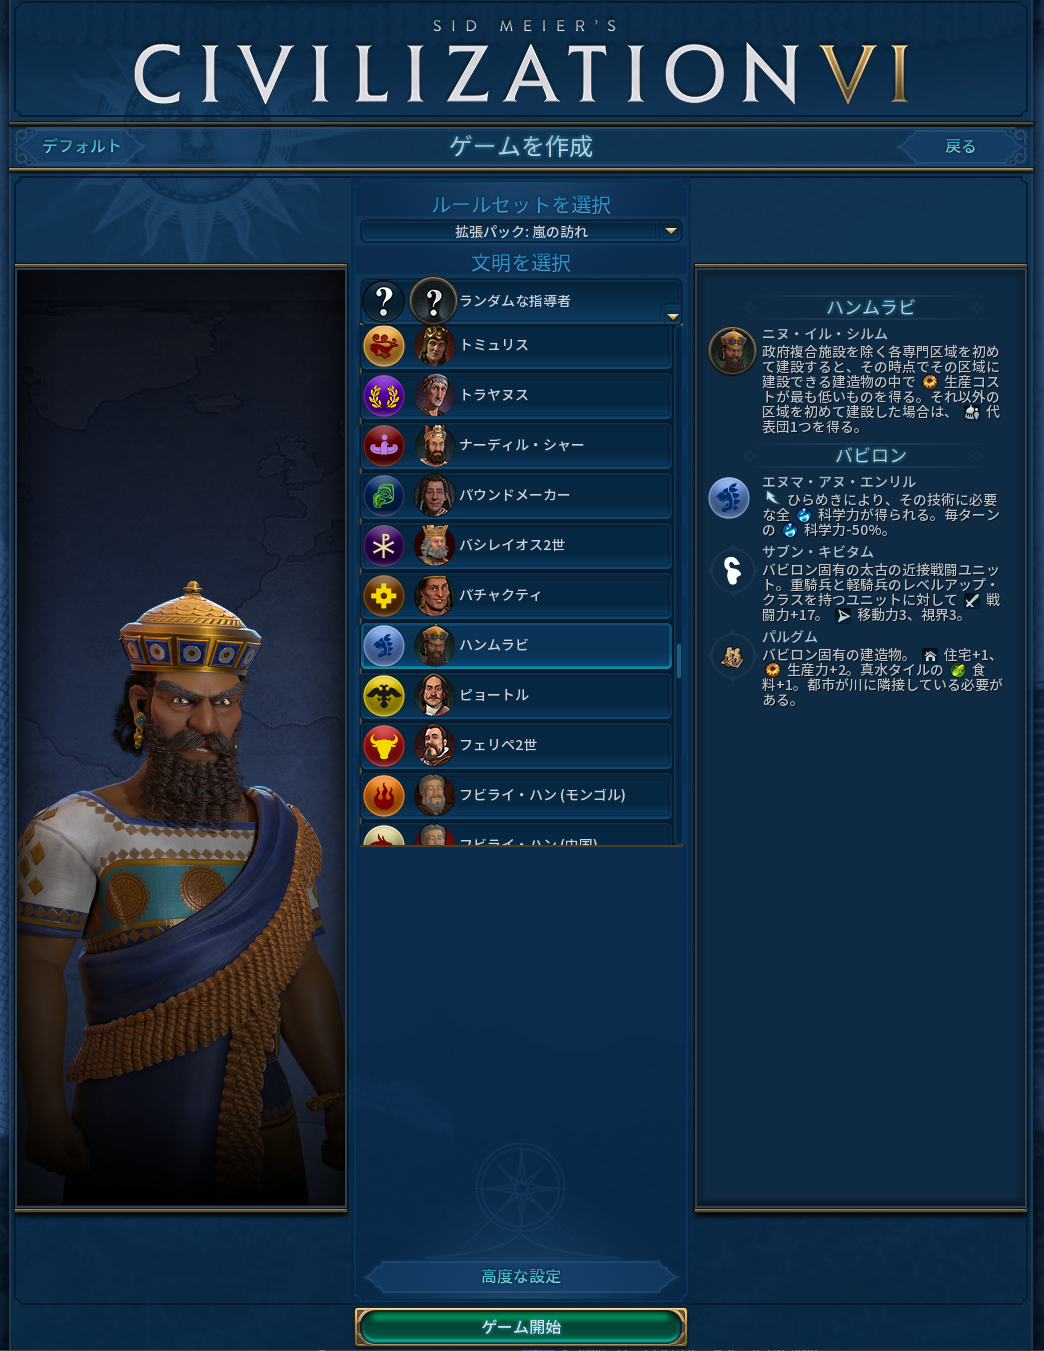 SID MEIER'S
CIVILIZATION VI
デフォルト
ゲームを作成
戻る
ルールセットを選択
拡張パック: 嵐の訪れ
文明を選択
ランダムな指導者
トミュリス
トラヤヌス
ナーディル・シャー
パウンドメーカー
バシレイオス2世
パチャクティ
ハンムラビ
ピョートル
フェリペ2世
フビライ・ハン (モンゴル)
フビライ・ハン (中国)
高度な設定
ゲーム開始
ハンムラビ
ニヌ・イル・シルム
政府複合施設を除く各専門区域を初め
て建設すると、その時点でその区域に
建設できる建造物の中で 生産コス
トが最も低いものを得る。それ以外の
区域を初めて建設した場合は、 代
表団1つを得る。
バビロン
エヌマ・アヌ・エンリル
ひらめきにより、その技術に必要
な全 科学力が得られる。毎ターン
の 科学力-50%。
サブン・キビタム
バビロン固有の太古の近接戦闘ユニッ
ト。重騎兵と軽騎兵のレベルアップ・
クラスを持つユニットに対して 戦
闘力+17。 移動力3、視界3。
パルグム
バビロン固有の建造物。 住宅+1、
生産力+2。真水タイルの 食
料+1。都市が川に隣接している必要が
ある。